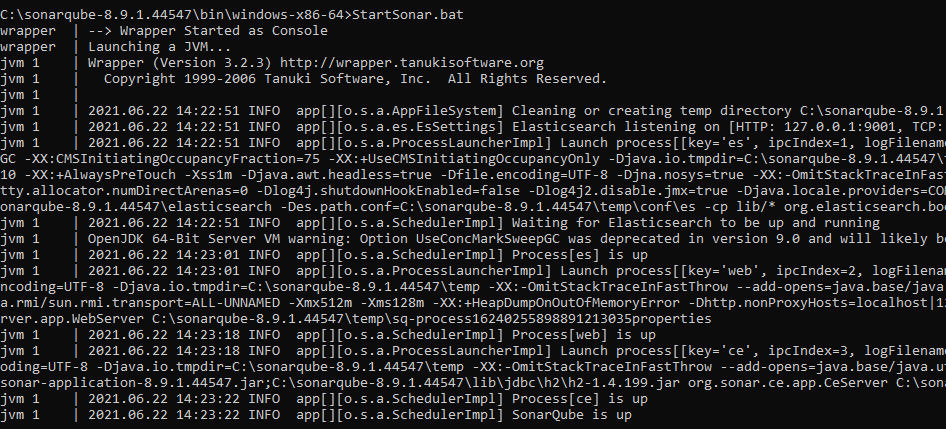 C:\sonarqube-8.9.1.44547\bin\windows-x86-64>StartSonar.bat
wrapper  | --> Wrapper Started as Console
wrapper  | Launching a JVM...
jvm 1    | Wrapper (Version 3.2.3) http://wrapper.tanukisoftware.org
jvm 1    |   Copyright 1999-2006 Tanuki Software, Inc.  All Rights Reserved.
jvm 1    |
jvm 1    | 2021.06.22 14:22:51 INFO  app[][o.s.a.AppFileSystem] Cleaning or creating temp directory C:\sonarqube-8.9.1
jvm 1    | 2021.06.22 14:22:51 INFO  app[][o.s.a.es.EsSettings] Elasticsearch listening on [HTTP: 127.0.0.1:9001, TCP:
jvm 1    | 2021.06.22 14:22:51 INFO  app[][o.s.a.ProcessLauncherImpl] Launch process[[key='es', ipcIndex=1, logFilenam
GC -XX:CMSInitiatingOccupancyFraction=75 -XX:+UseCMSInitiatingOccupancyOnly -Djava.io.tmpdir=C:\sonarqube-8.9.1.44547\t
10 -XX:+AlwaysPreTouch -Xss1m -Djava.awt.headless=true -Dfile.encoding=UTF-8 -Djna.nosys=true -XX:-OmitStackTraceInFast
tty.allocator.numDirectArenas=0 -Dlog4j.shutdownHookEnabled=false -Dlog4j2.disable.jmx=true -Djava.locale.providers=COM
onarqube-8.9.1.44547\elasticsearch -Des.path.conf=C:\sonarqube-8.9.1.44547\temp\conf\es -cp lib/* org.elasticsearch.boo
jvm 1    | 2021.06.22 14:22:51 INFO  app[][o.s.a.SchedulerImpl] Waiting for Elasticsearch to be up and running
jvm 1    | OpenJDK 64-Bit Server VM warning: Option UseConcMarkSweepGC was deprecated in version 9.0 and will likely be
jvm 1    | 2021.06.22 14:23:01 INFO  app[][o.s.a.SchedulerImpl] Process[es] is up
jvm 1    | 2021.06.22 14:23:01 INFO  app[][o.s.a.ProcessLauncherImpl] Launch process[[key='web', ipcIndex=2, logFilena
ncoding=UTF-8 -Djava.io.tmpdir=C:\sonarqube-8.9.1.44547\temp -XX:-OmitStackTraceInFastThrow --add-opens=java.base/java.
a.rmi/sun.rmi.transport=ALL-UNNAMED -Xmx512m -Xms128m -XX:+HeapDumpOnOutOfMemoryError -Dhttp.nonProxyHosts=localhost|12
rver.app.WebServer C:\sonarqube-8.9.1.44547\temp\sq-process16240255898891213035properties
jvm 1    | 2021.06.22 14:23:18 INFO  app[][o.s.a.SchedulerImpl] Process[web] is up
jvm 1    | 2021.06.22 14:23:18 INFO  app[][o.s.a.ProcessLauncherImpl] Launch process[[key='ce', ipcIndex=3, logFilenam
oding=UTF-8 -Djava.io.tmpdir=C:\sonarqube-8.9.1.44547\temp -XX:-OmitStackTraceInFastThrow --add-opens=java.base/java.ut
sonar-application-8.9.1.44547.jar;C:\sonarqube-8.9.1.44547\lib\jdbc\h2\h2-1.4.199.jar org.sonar.ce.app.CeServer C:\sona
jvm 1    | 2021.06.22 14:23:22 INFO  app[][o.s.a.SchedulerImpl] Process[ce] is up
jvm 1    | 2021.06.22 14:23:22 INFO  app[][o.s.a.SchedulerImpl] SonarQube is up